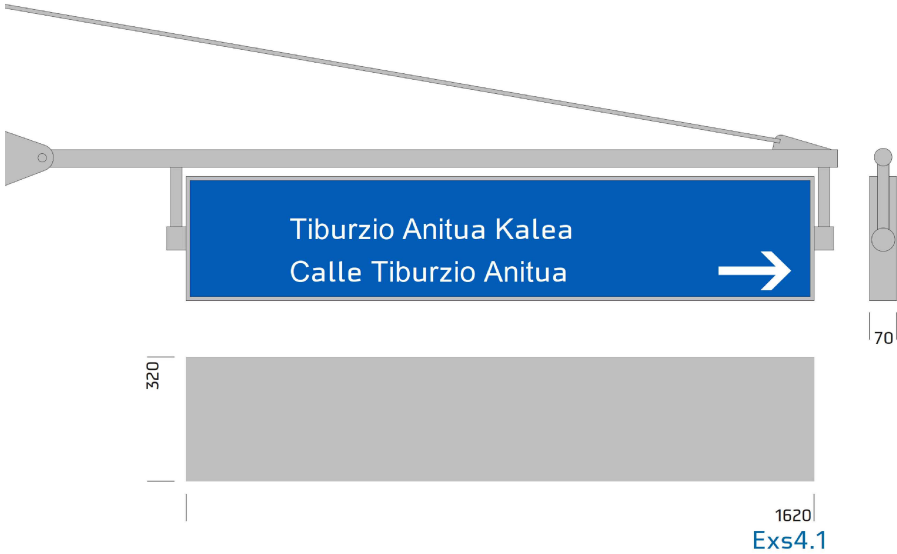 Tiburzio Anitua Kalea
Calle Tiburzio Anitua
70
320
1620
Exs4.1